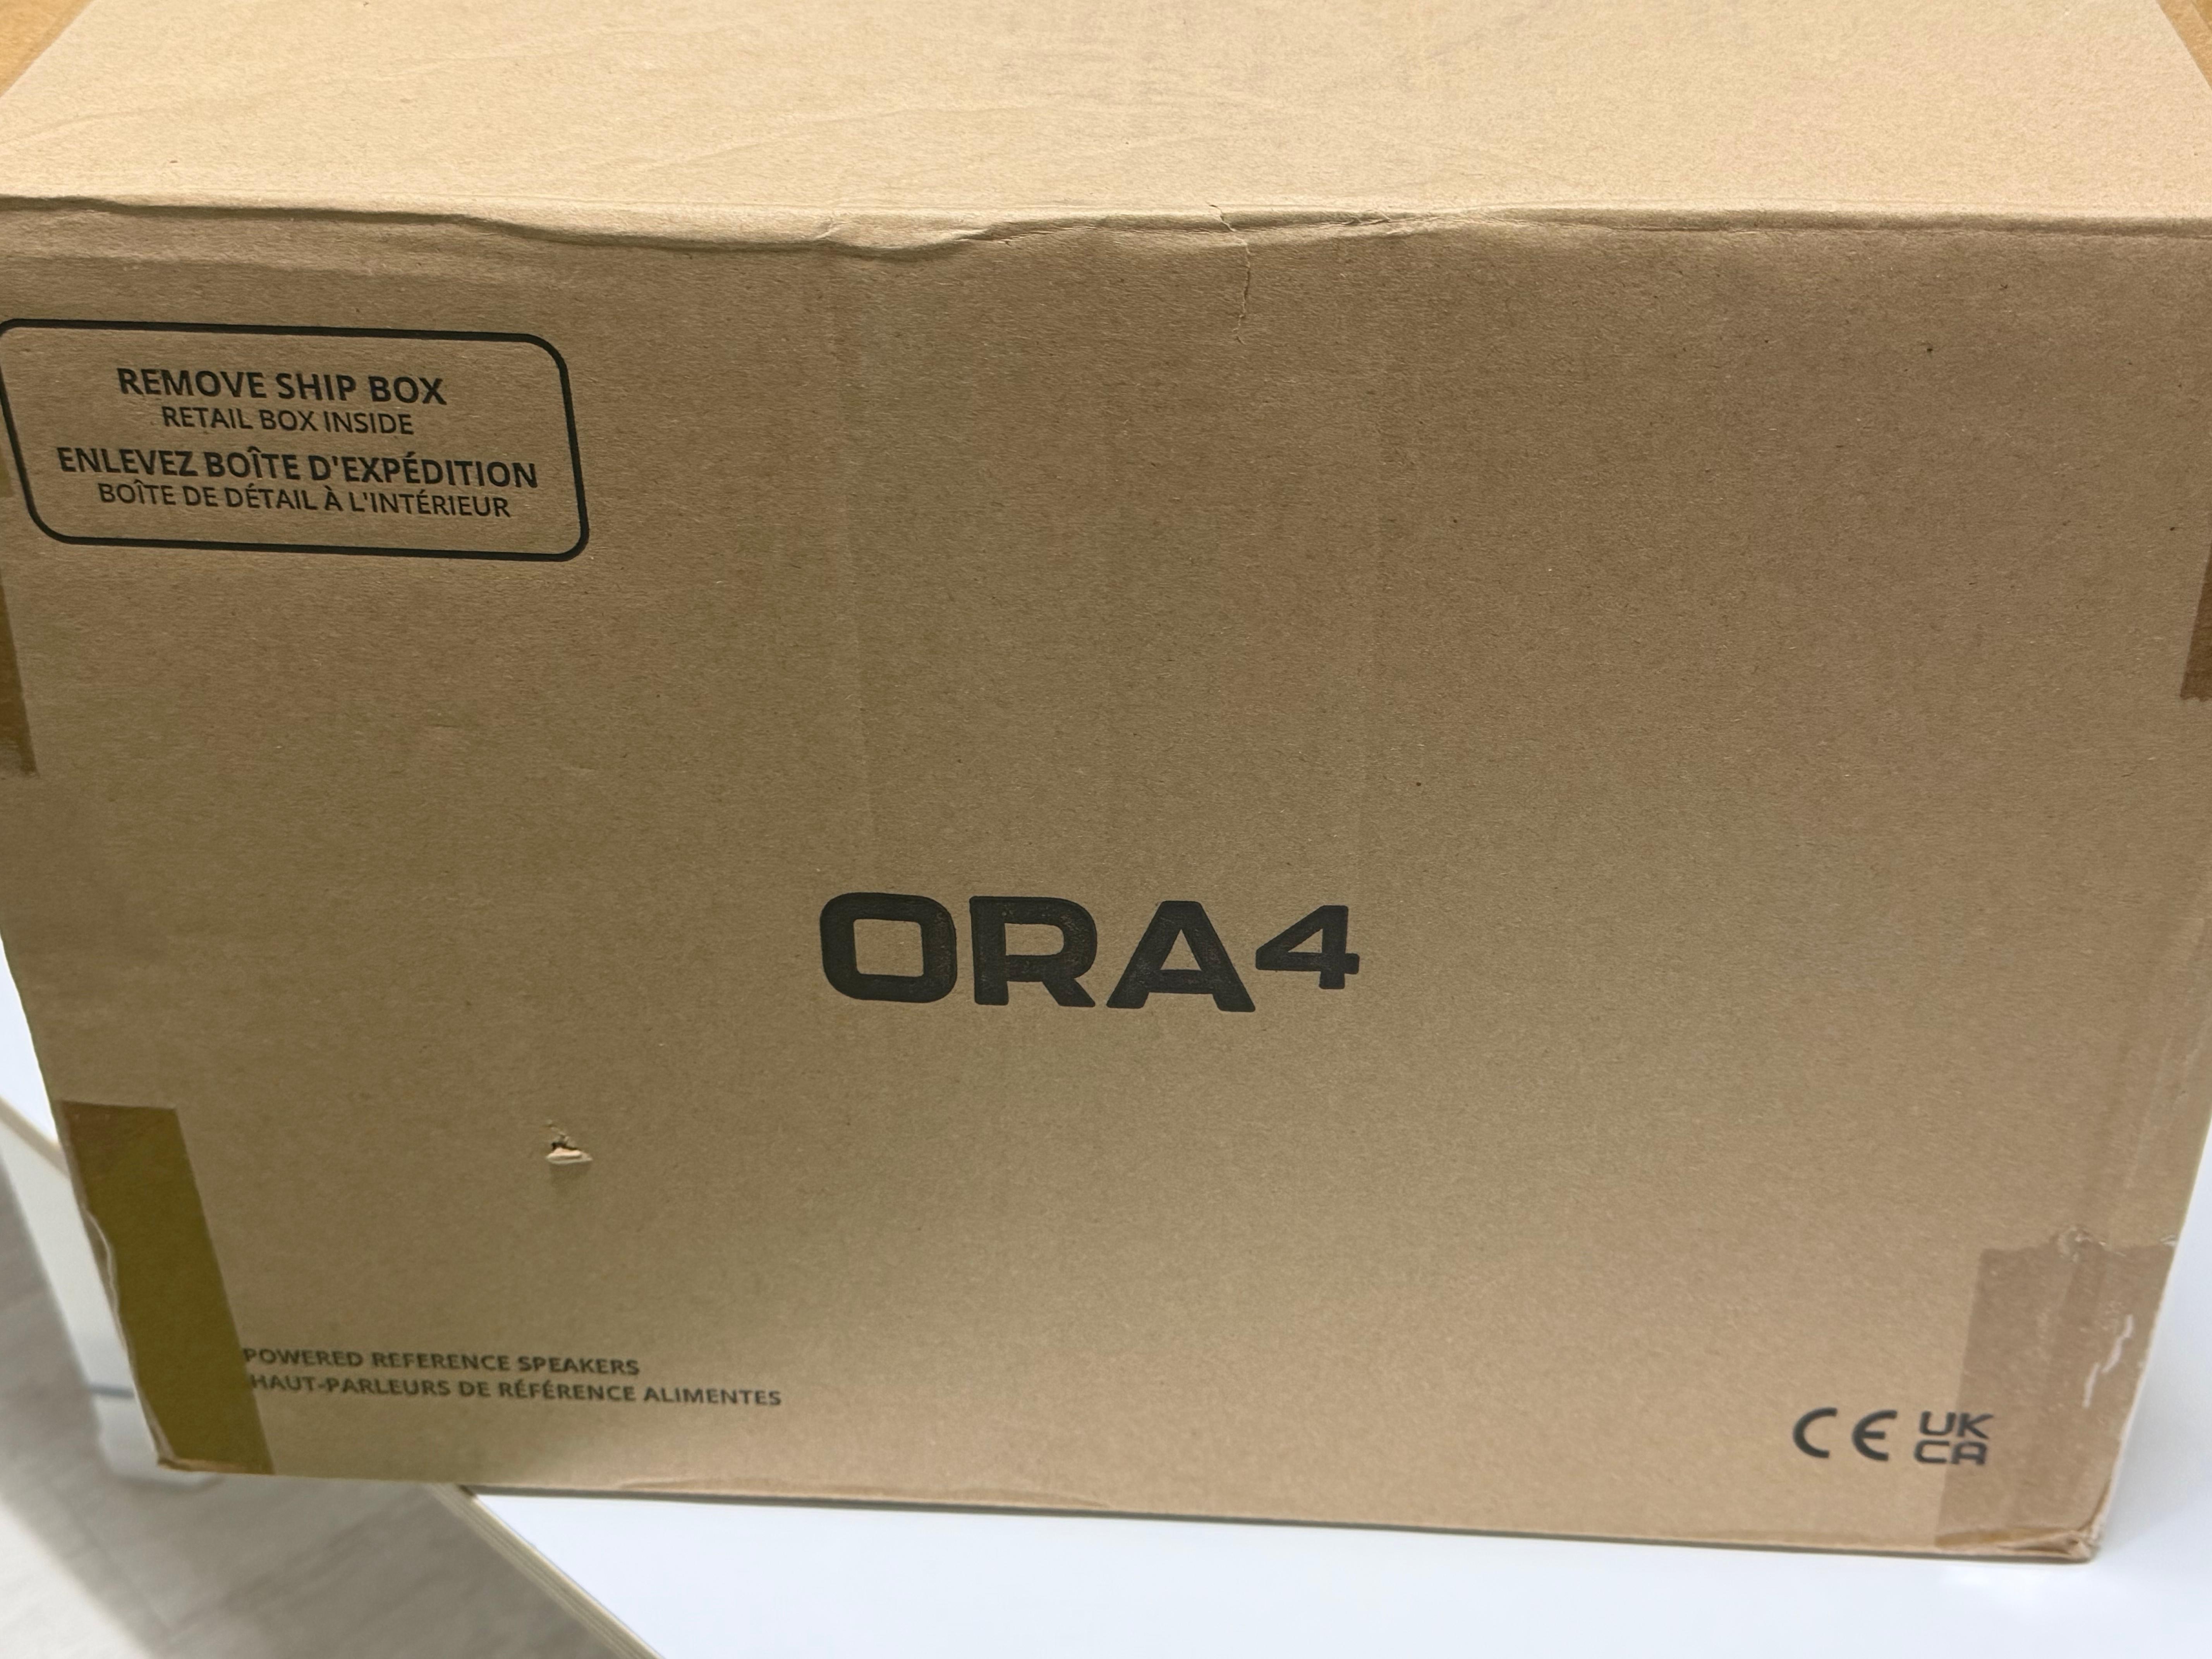 REMOVE SHIP BOX
RETAIL BOX INSIDE
ENLEVEZ BOÎTE D'EXPÉDITION
BOÎTE DE DÉTAIL À L'INTÉRIEUR
ORA4
POWERED REFERENCE SPEAKERS
HAUT-PARLEURS DE RÉFÉRENCE ALIMENTES
CE UK
CA